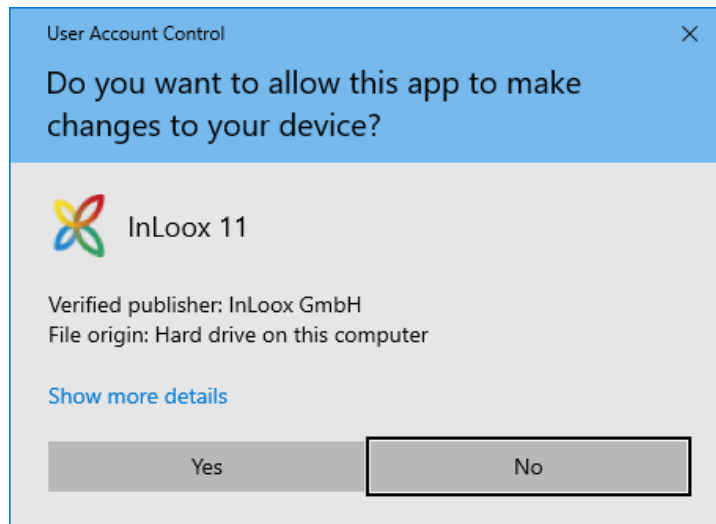 User Account Control
Do you want to allow this app to make
changes to your device?
InLoox 11
Verified publisher: InLoox GmbH
File origin: Hard drive on this computer
Show more details
Yes
No